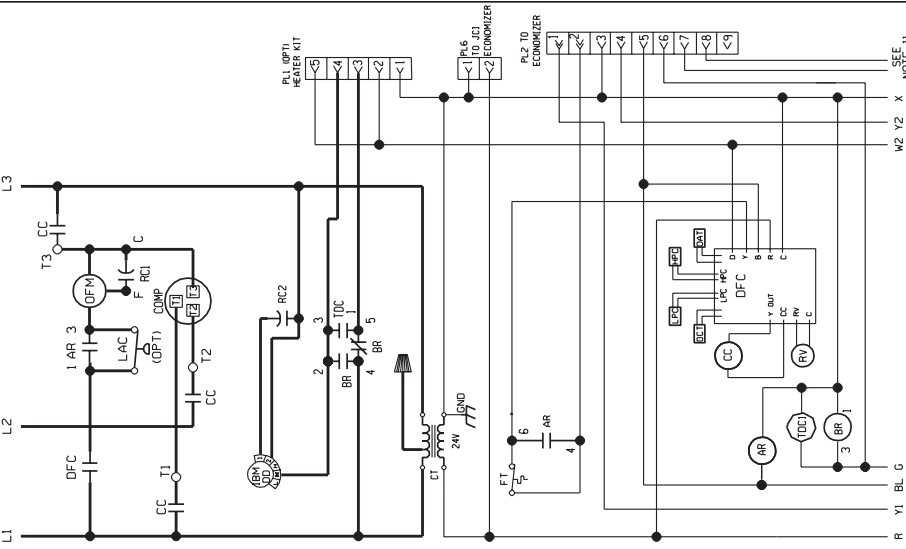 PL1 (OPT)
HEATER KIT
<5
<4
<3
<2
<1
PL6
TO JCI
ECONOMIZER
<1
<2
PL2 TO
ECONOMIZER
1
2
<3
<4
<5
<6
<7
<8
<9
SEE
X
Y2
W2
L3
CC
T3
C
OFM
RC1
F
COMP
T1
T2
T3
1 AR 3
LAC
(OPT)
T2
CC
L2
DFC
T1
CC
L1
RC2
3
TDC
1
2
BR
5
BR
4
IBM
CT
24V
GND
6
AR
4
FT
OAT
HPC
HPC
LPC
LPC
OCT
DFC
D
Y
B
R
C
Y OUT
CC
RV
C
CC
RV
AR
TDC1
BR
1
3
G
BL
Y1
R